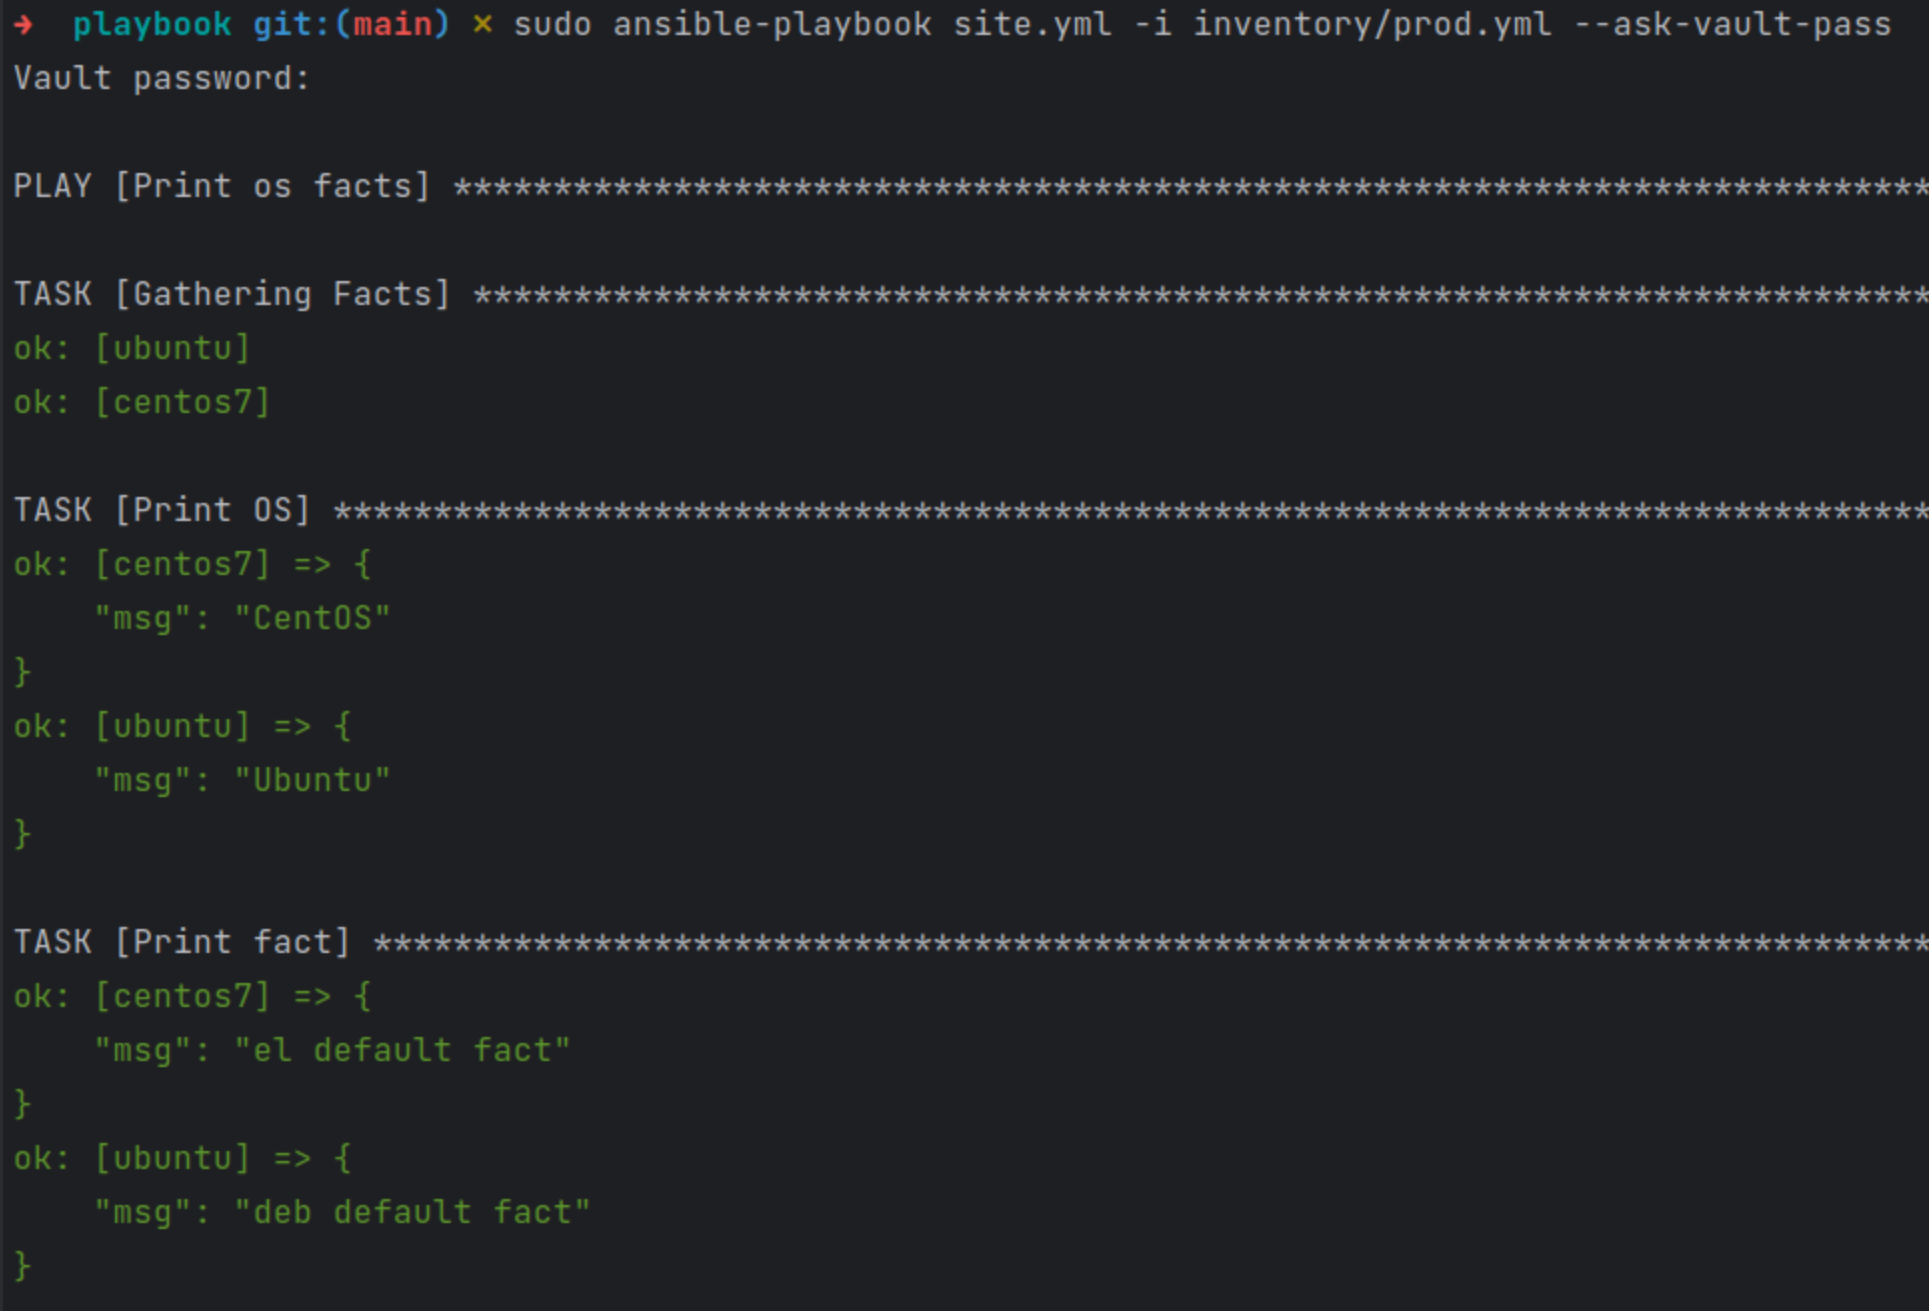 ➜  playbook git:(main) ✗ sudo ansible-playbook site.yml -i inventory/prod.yml --ask-vault-pass
Vault password:
PLAY [Print os facts] **************************************************************************
TASK [Gathering Facts] *************************************************************************
ok: [ubuntu]
ok: [centos7]
TASK [Print OS] ********************************************************************************
ok: [centos7] => {
    "msg": "CentOS"
}
ok: [ubuntu] => {
    "msg": "Ubuntu"
}
TASK [Print fact] ******************************************************************************
ok: [centos7] => {
    "msg": "el default fact"
}
ok: [ubuntu] => {
    "msg": "deb default fact"
}